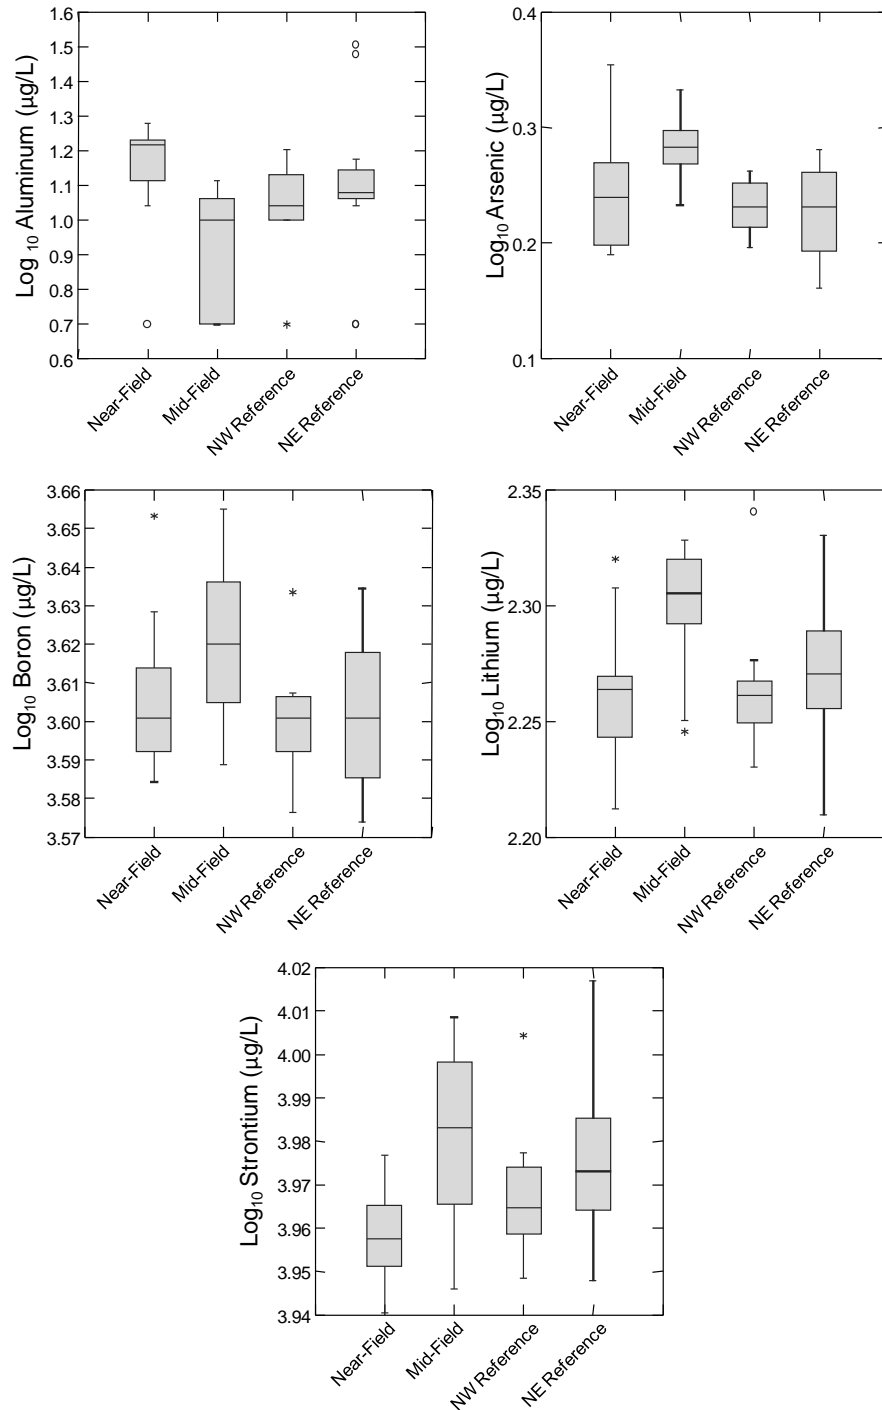 Log 10 Aluminum (µg/L)
1.6
1.5
1.4
1.3
1.2
1.1
1.0
0.9
0.8
0.7
0.6
Near-Field
Mid-Field
NW Reference
NE Reference
Log10 Arsenic (µg/L)
0.4
0.3
0.2
0.1
Near-Field
Mid-Field
NW Reference
NE Reference
Log10 Boron (µg/L)
3.66
3.65
3.64
3.63
3.62
3.61
3.60
3.59
3.58
3.57
Near-Field
Mid-Field
NW Reference
NE Reference
Log10 Lithium (µg/L)
2.35
2.30
2.25
2.20
Near-Field
Mid-Field
NW Reference
NE Reference
Log10 Strontium (µg/L)
4.02
4.01
4.00
3.99
3.98
3.97
3.96
3.95
3.94
Near-Field
Mid-Field
NW Reference
NE Reference